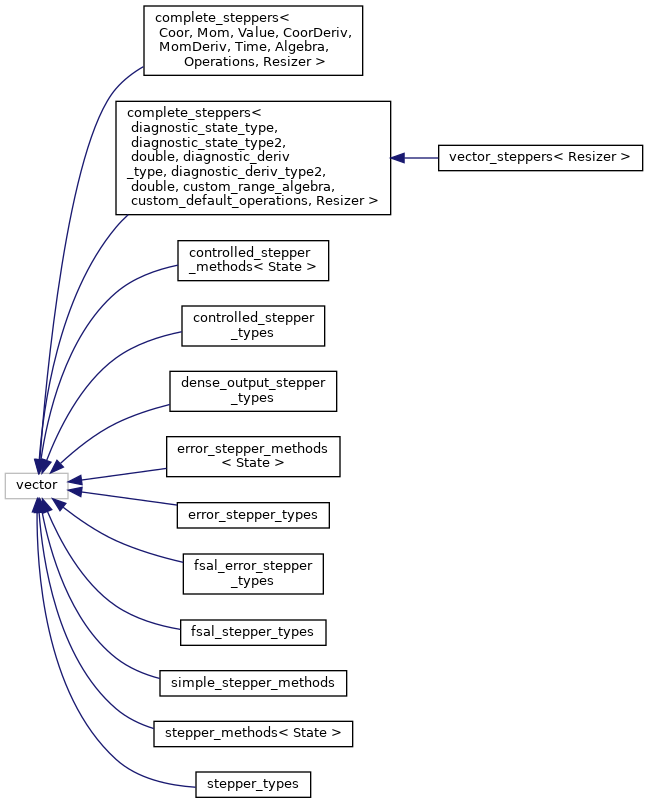 complete_steppers<
Coor, Mom, Value, CoorDeriv,
MomDeriv, Time, Algebra,
Operations, Resizer >
complete_steppers<
diagnostic_state_type,
diagnostic_state_type2,
double, diagnostic_deriv
_type, diagnostic_deriv_type2,
double, custom_range_algebra,
custom_default_operations, Resizer >
vector_steppers< Resizer >
controlled_stepper
_methods< State >
controlled_stepper
_types
dense_output_stepper
_types
error_stepper_methods
< State >
vector
error_stepper_types
fsal_error_stepper
_types
fsal_stepper_types
simple_stepper_methods
stepper_methods< State >
stepper_types